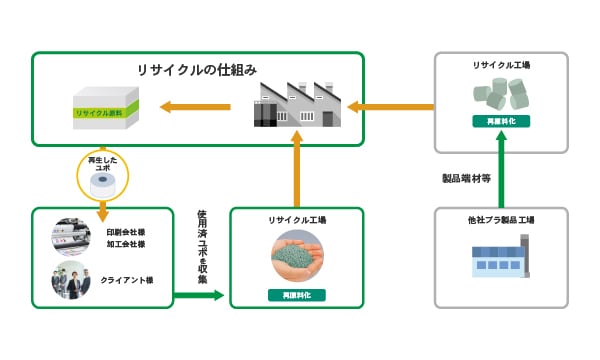 リサイクルの仕組み
リサイクル原料
再生した
ユポ
印刷会社様
加工会社様
クライアント様
使用済ユポを収集
リサイクル工場
再原料化
リサイクル工場
再原料化
製品端材等
他社プラ製品工場